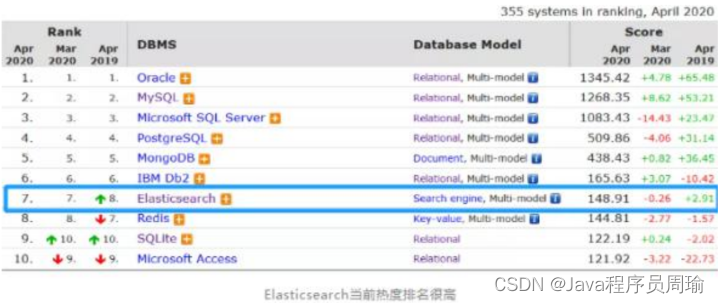 355 systems in ranking, April 2020
Rank DBMS Database Model Score
Apr 2020 Mar 2020 Apr 2019 Apr 2020 Mar 2020 Apr 2019
1. 1. 1. Oracle Relational, Multi-model 1345.42 +4.78 +65.48
2. 2. 2. MySQL Relational, Multi-model 1268.35 +8.62 +53.21
3. 3. 3. Microsoft SQL Server Relational, Multi-model 1083.43 -14.43 +23.47
4. 4. 4. PostgreSQL Relational, Multi-model 509.86 -4.06 +31.14
5. 5. 5. MongoDB Document, Multi-model 438.43 +0.82 +36.45
6. 6. 6. IBM Db2 Relational, Multi-model 165.63 +3.07 -10.42
7. 7. 8. Elasticsearch Search engine, Multi-model 148.91 -0.26 +2.91
8. 8. 7. Redis Key-value, Multi-model 144.81 -2.77 -1.57
9. 10. 10. SQLite Relational 122.19 +0.24 -2.02
10. 9. 9. Microsoft Access Relational 121.92 -3.22 -22.73
Elasticsearch当前热度排名很高
CSDN @Java程序员周瑜